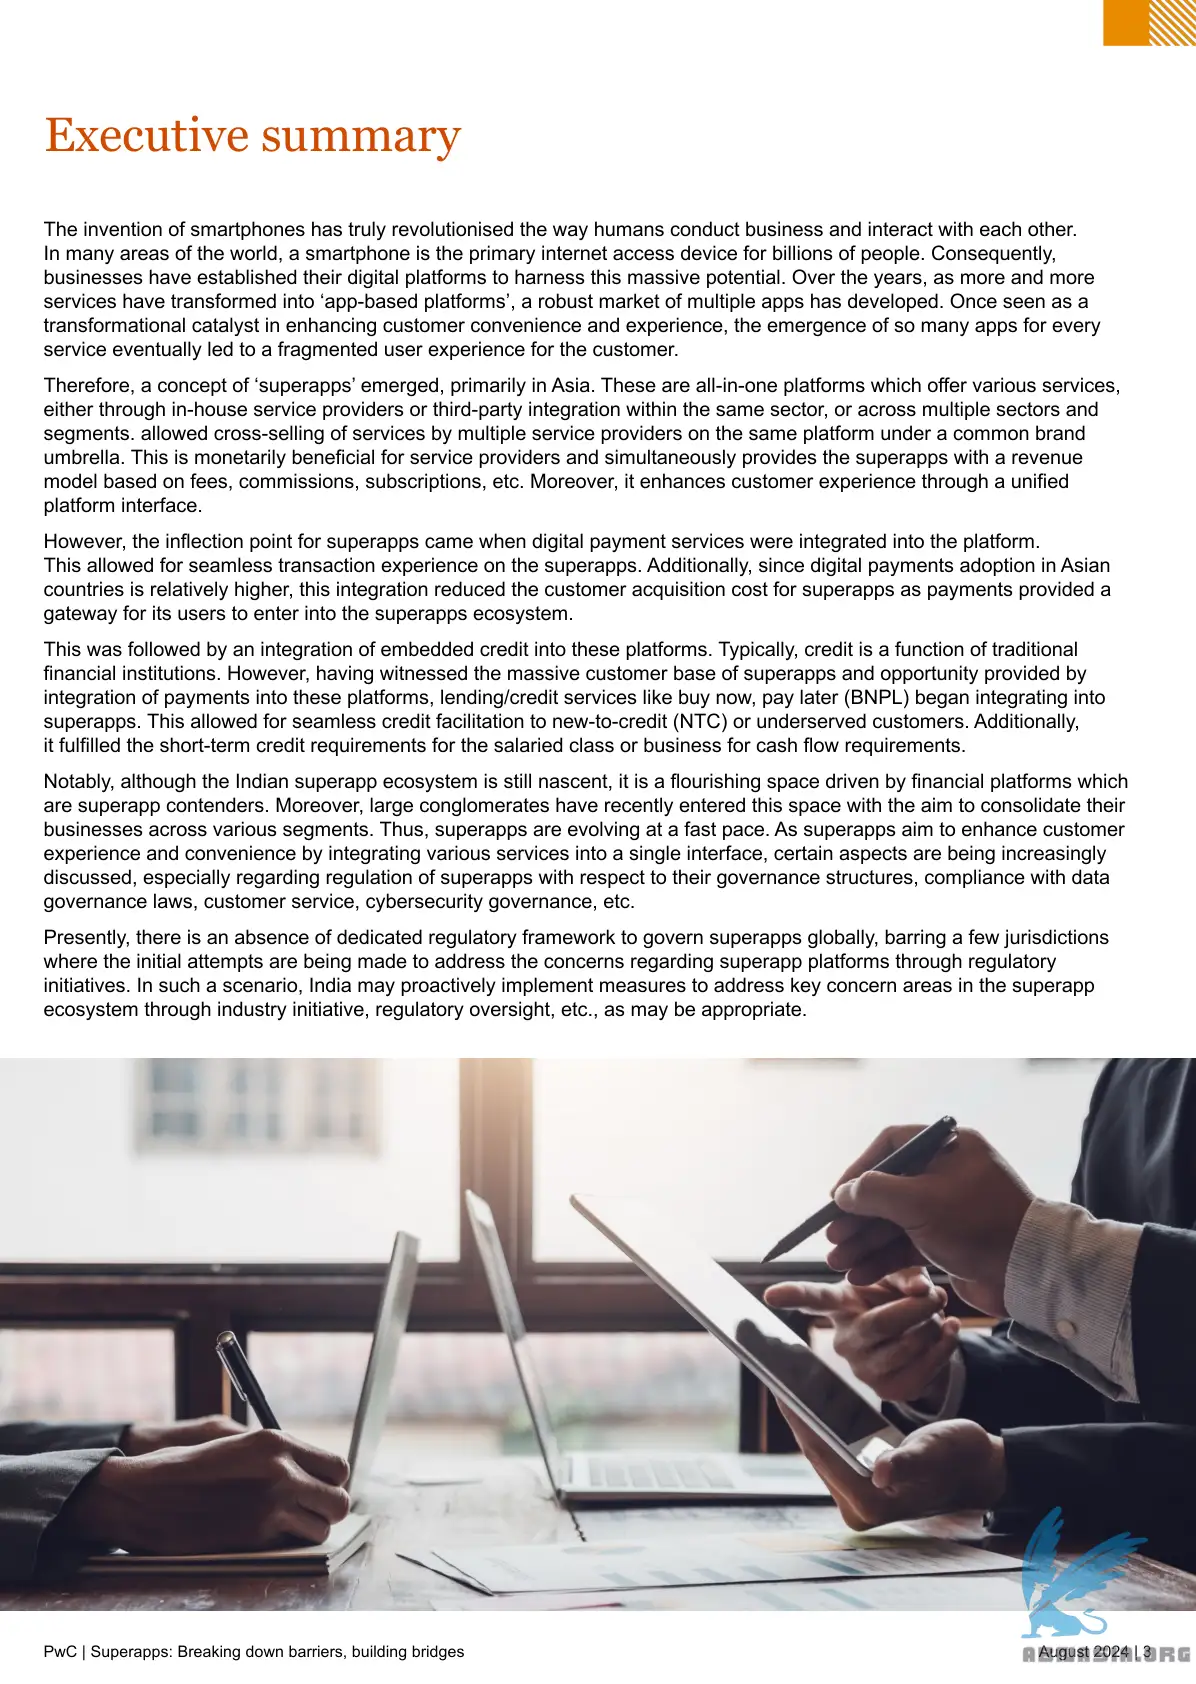 Executive summary
The invention of smartphones has truly revolutionised the way humans conduct business and interact with each other.
In many areas of the world, a smartphone is the primary internet access device for billions of people. Consequently,
businesses have established their digital platforms to harness this massive potential. Over the years, as more and more
services have transformed into ‘app-based platforms’, a robust market of multiple apps has developed. Once seen as a
transformational catalyst in enhancing customer convenience and experience, the emergence of so many apps for every
service eventually led to a fragmented user experience for the customer.
Therefore, a concept of ‘superapps’ emerged, primarily in Asia. These are all-in-one platforms which offer various services,
either through in-house service providers or third-party integration within the same sector, or across multiple sectors and
segments. allowed cross-selling of services by multiple service providers on the same platform under a common brand
umbrella. This is monetarily beneficial for service providers and simultaneously provides the superapps with a revenue
model based on fees, commissions, subscriptions, etc. Moreover, it enhances customer experience through a unified
platform interface.
However, the inflection point for superapps came when digital payment services were integrated into the platform.
This allowed for seamless transaction experience on the superapps. Additionally, since digital payments adoption in Asian
countries is relatively higher, this integration reduced the customer acquisition cost for superapps as payments provided a
gateway for its users to enter into the superapps ecosystem.
This was followed by an integration of embedded credit into these platforms. Typically, credit is a function of traditional
financial institutions. However, having witnessed the massive customer base of superapps and opportunity provided by
integration of payments into these platforms, lending/credit services like buy now, pay later (BNPL) began integrating into
superapps. This allowed for seamless credit facilitation to new-to-credit (NTC) or underserved customers. Additionally,
it fulfilled the short-term credit requirements for the salaried class or business for cash flow requirements.
Notably, although the Indian superapp ecosystem is still nascent, it is a flourishing space driven by financial platforms which
are superapp contenders. Moreover, large conglomerates have recently entered this space with the aim to consolidate their
businesses across various segments. Thus, superapps are evolving at a fast pace. As superapps aim to enhance customer
experience and convenience by integrating various services into a single interface, certain aspects are being increasingly
discussed, especially regarding regulation of superapps with respect to their governance structures, compliance with data
governance laws, customer service, cybersecurity governance, etc.
Presently, there is an absence of dedicated regulatory framework to govern superapps globally, barring a few jurisdictions
where the initial attempts are being made to address the concerns regarding superapp platforms through regulatory
initiatives. In such a scenario, India may proactively implement measures to address key concern areas in the superapp
ecosystem through industry initiative, regulatory oversight, etc., as may be appropriate.
PwC | Superapps: Breaking down barriers, building bridges
August 2024 | 3